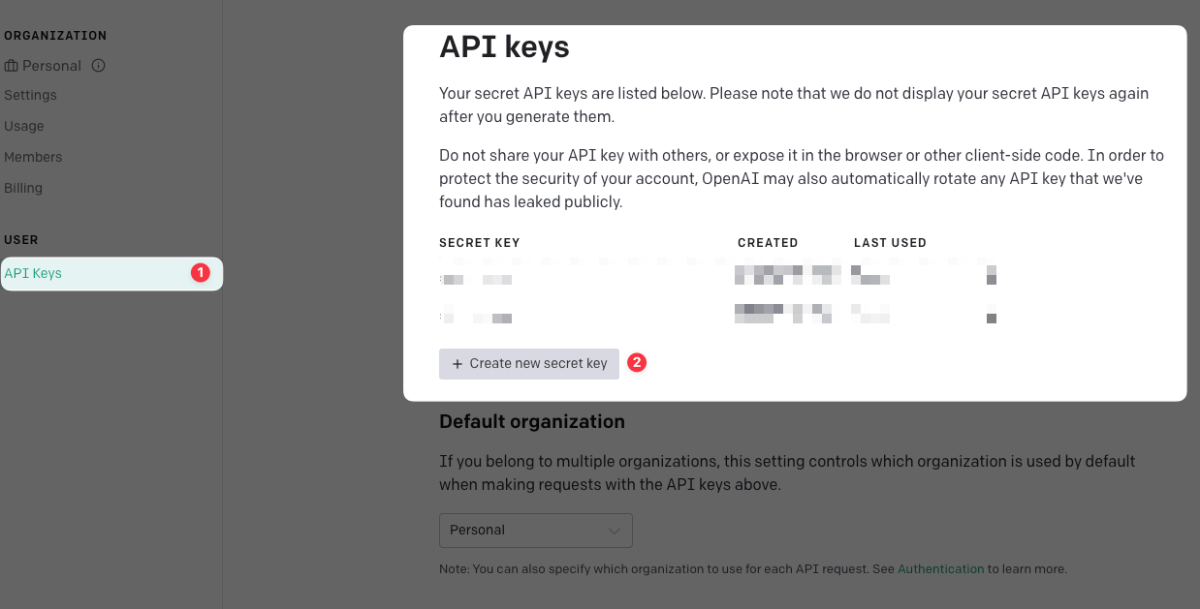 ORGANIZATION
Personal
Settings
Usage
Members
Billing
USER
API Keys 1
API keys
Your secret API keys are listed below. Please note that we do not display your secret API keys again
after you generate them.
Do not share your API key with others, or expose it in the browser or other client-side code. In order to
protect the security of your account, OpenAI may also automatically rotate any API key that we've
found has leaked publicly.
SECRET KEY CREATED LAST USED
+ Create new secret key 2
Default organization
If you belong to multiple organizations, this setting controls which organization is used by default
when making requests with the API keys above.
Personal
Note: You can also specify which organization to use for each API request. See Authentication to learn more.